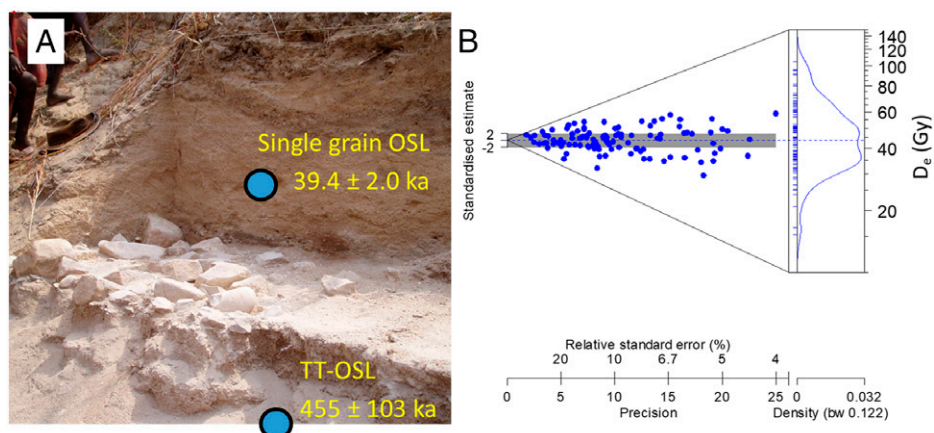 A
Single grain OSL
39.4 ± 2.0 ka
TT-OSL
455 ± 103 ka
B
Standardised estimate
2
-2
140
120
100
80
60
40
20
De (Gy)
Relative standard error (%)
20 10 6.7 5 4
0 5 10 15 20 25
Precision
0 0.032
Density (bw 0.122)